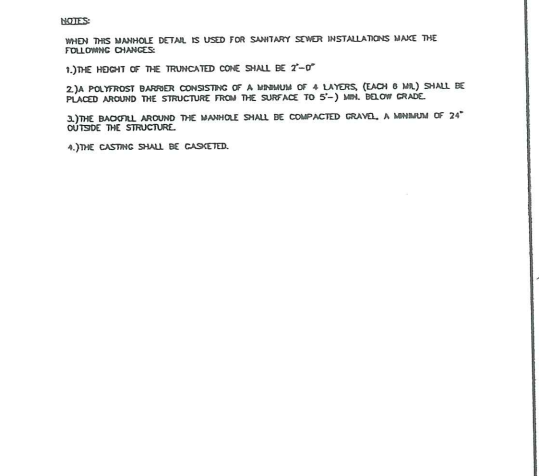 NOTES:
WHEN THIS MANHOLE DETAIL IS USED FOR SANITARY SEWER INSTALLATIONS MAKE THE
FOLLOWING CHANGES:
1.)THE HEIGHT OF THE TRUNCATED CONE SHALL BE 2'-0"
2.)A POLYFROST BARRIER CONSISTING OF A MINIMUM OF 4 LAYERS, (EACH 6 MIL) SHALL BE
PLACED AROUND THE STRUCTURE FROM THE SURFACE TO 5'-) MIN. BELOW GRADE.
3.)THE BACKFILL AROUND THE MANHOLE SHALL BE COMPACTED GRAVEL, A MINIMUM OF 24"
OUTSIDE THE STRUCTURE.
4.)THE CASTING SHALL BE GASKETED.